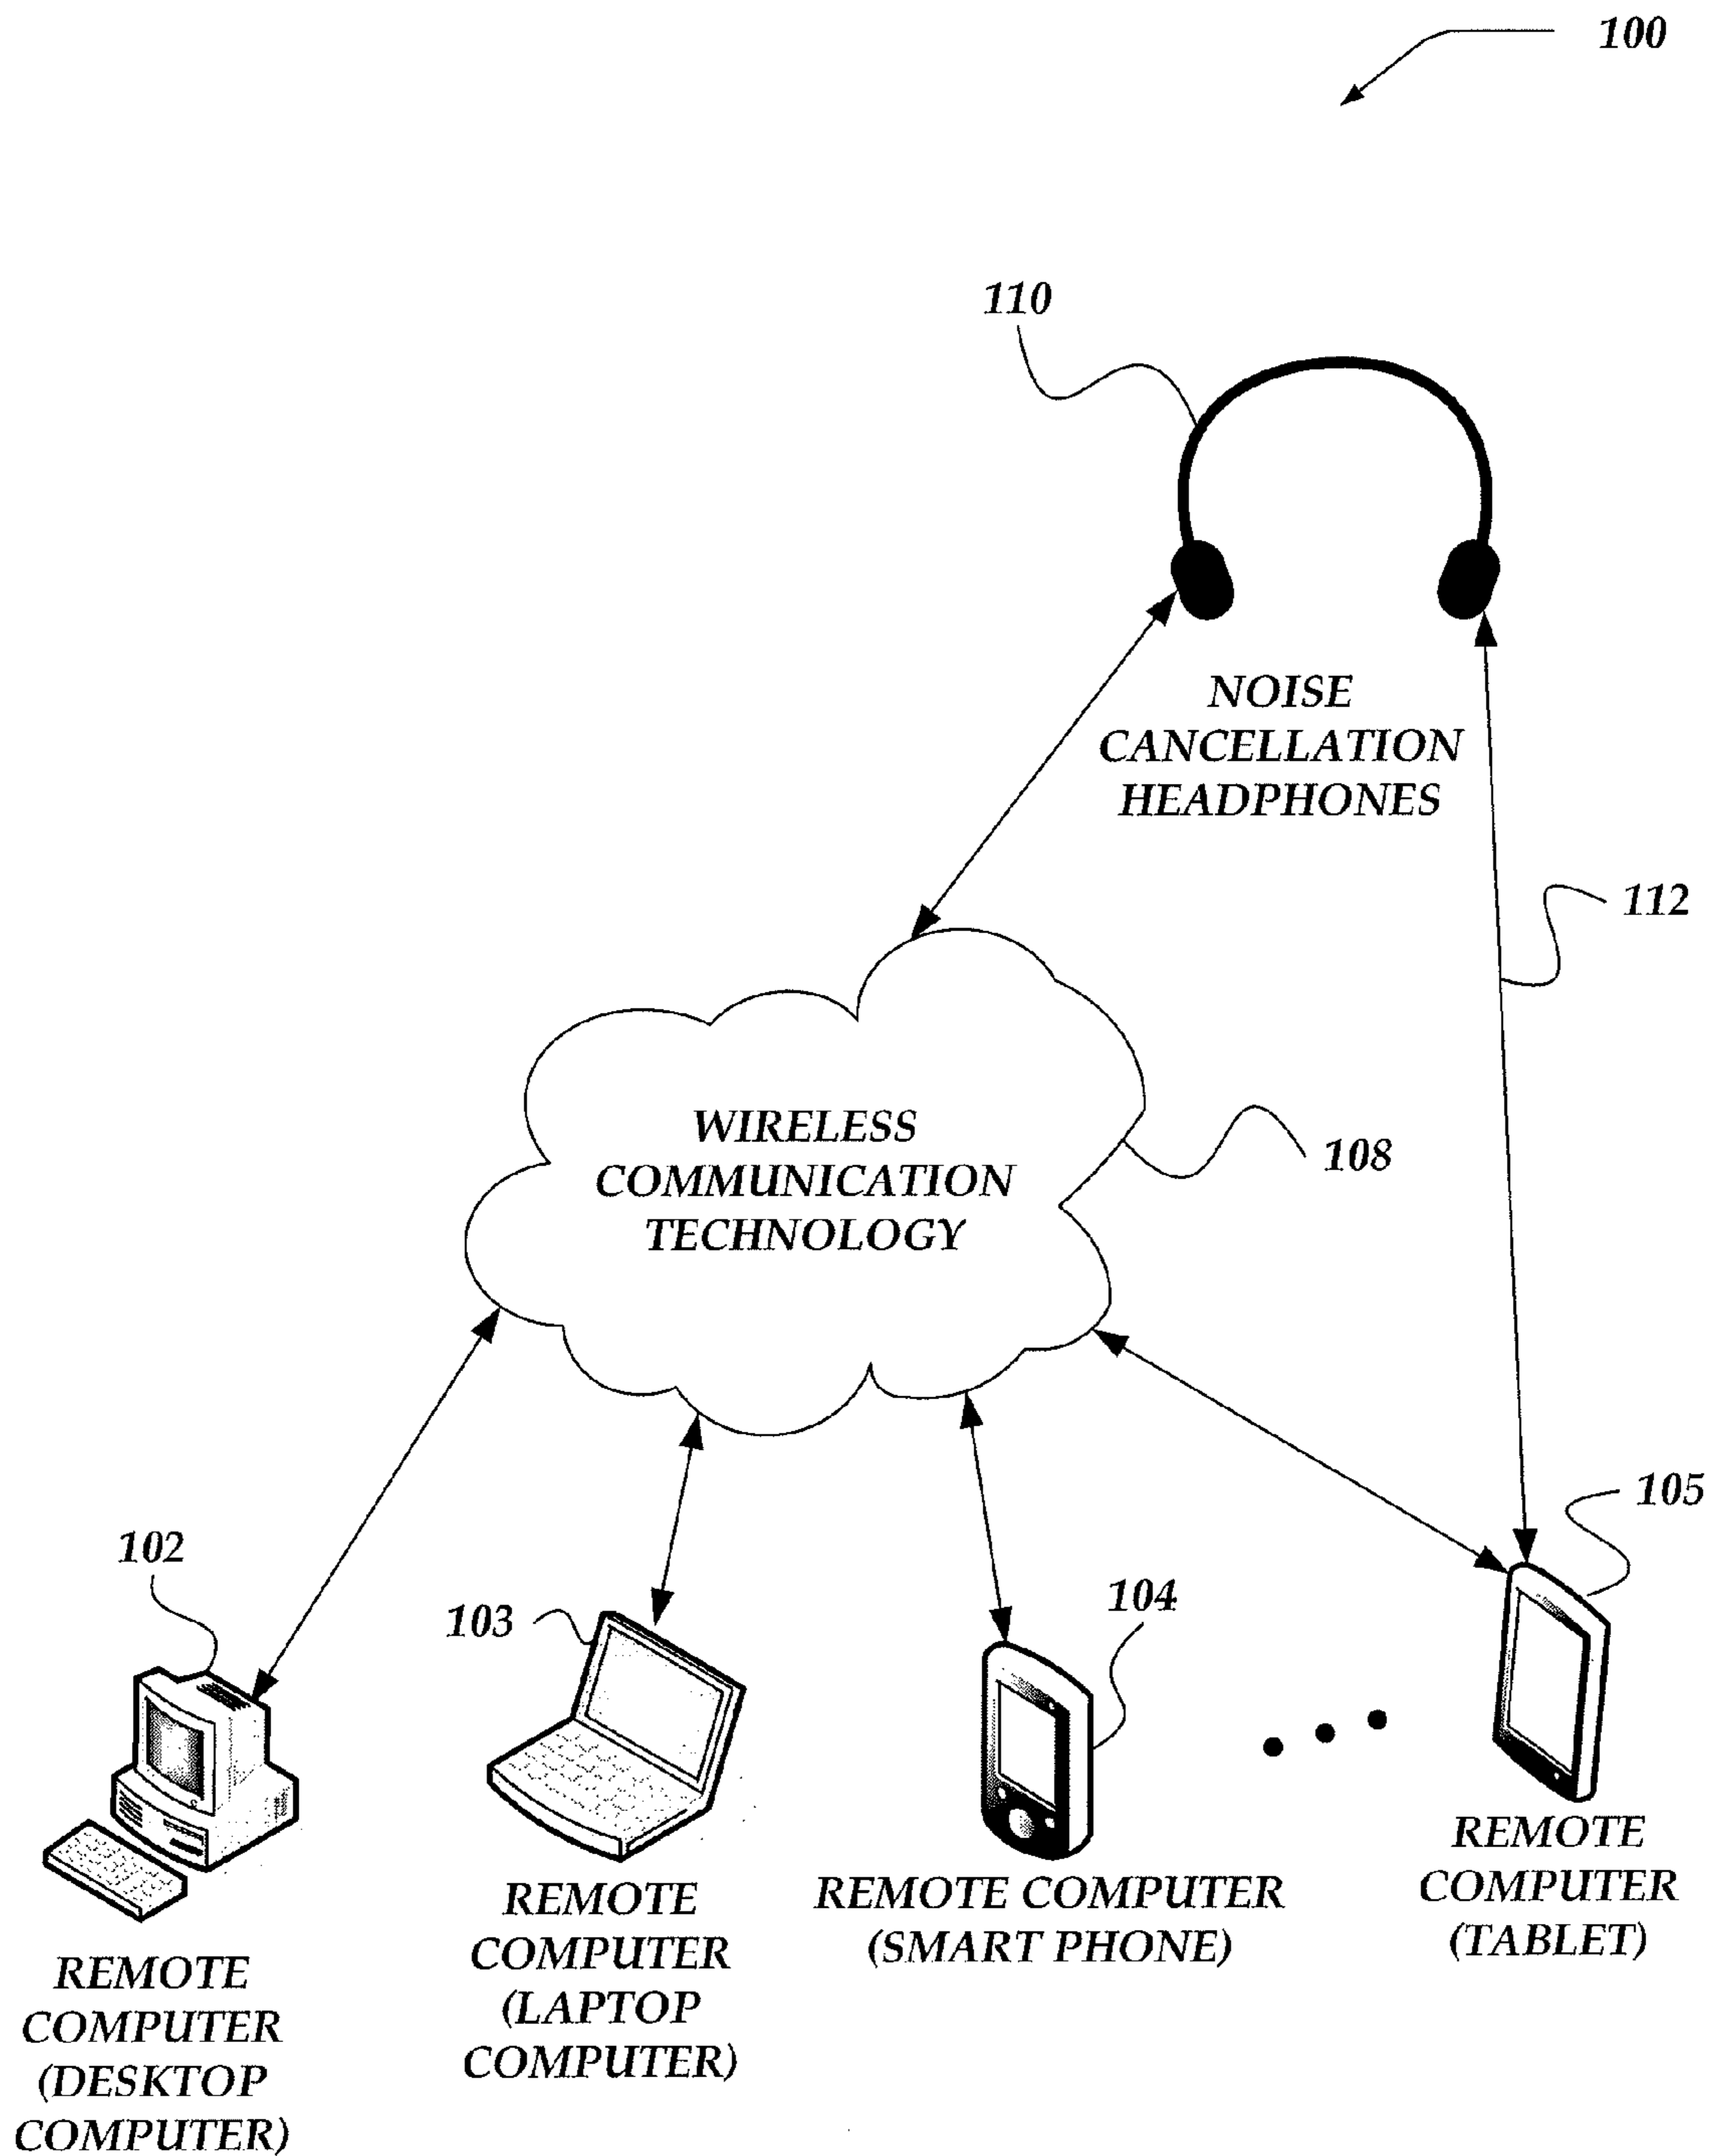 100
110
NOISE
CANCELLATION
HEADPHONES
112
WIRELESS
COMMUNICATION
TECHNOLOGY
108
105
102
103
104
REMOTE
COMPUTER
(DESKTOP
COMPUTER)
REMOTE
COMPUTER
(LAPTOP
COMPUTER)
REMOTE COMPUTER
(SMART PHONE)
REMOTE
COMPUTER
(TABLET)